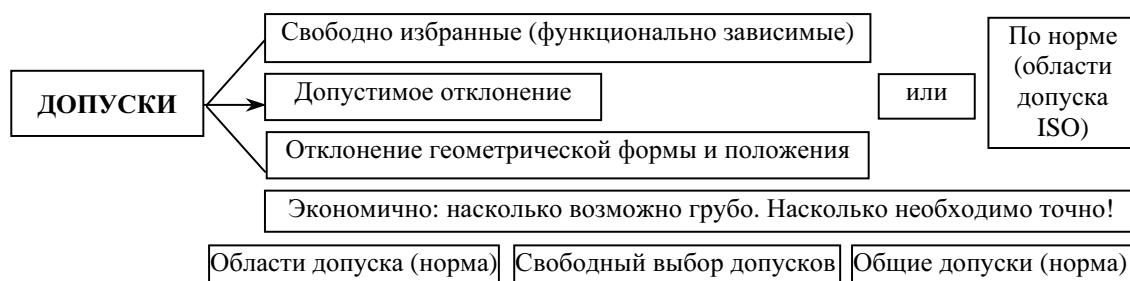 Свободно избранные (функционально зависимые)
ДОПУСКИ
Допустимое отклонение
или
По норме
(области
допуска
ISO)
Отклонение геометрической формы и положения
Экономично: насколько возможно грубо. Насколько необходимо точно!
Области допуска (норма)
Свободный выбор допусков
Общие допуски (норма)